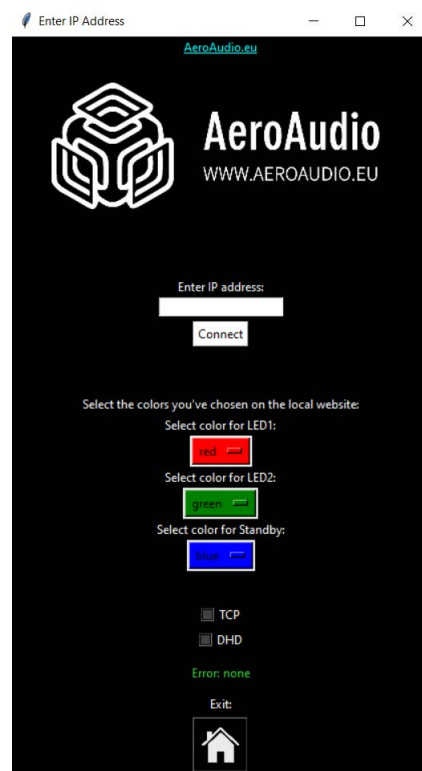 Enter IP Address
AeroAudio.eu
AeroAudio
WWW.AEROAUDIO.EU
Enter IP address:
Connect
Select the colors you've chosen on the local website:
Select color for LED1:
red
Select color for LED2:
green
Select color for Standby:
blue
TCP
DHD
Error: none
Exit: